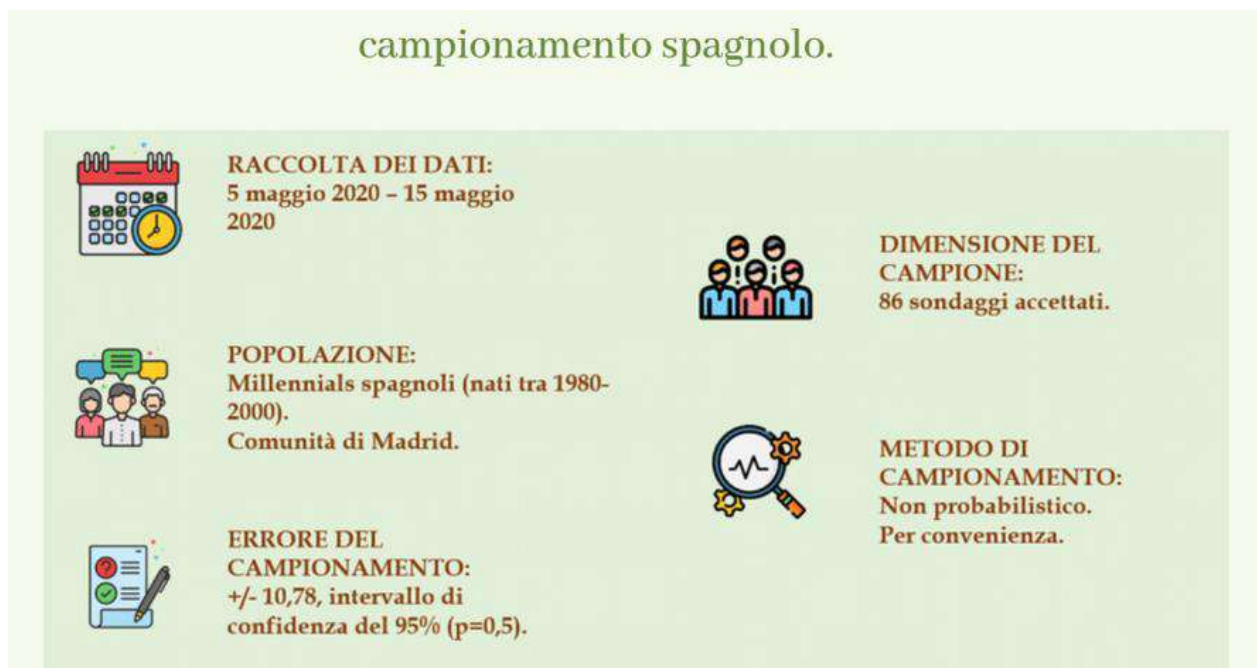 campionamento spagnolo.
RACCOLTA DEI DATI:
5 maggio 2020 – 15 maggio
2020
POPOLAZIONE:
Millennials spagnoli (nati tra 1980-
2000).
Comunità di Madrid.
ERRORE DEL
CAMPIONAMENTO:
+/- 10,78, intervallo di
confidenza del 95% (p=0,5).
DIMENSIONE DEL
CAMPIONE:
86 sondaggi accettati.
METODO DI
CAMPIONAMENTO:
Non probabilistico.
Per convenienza.